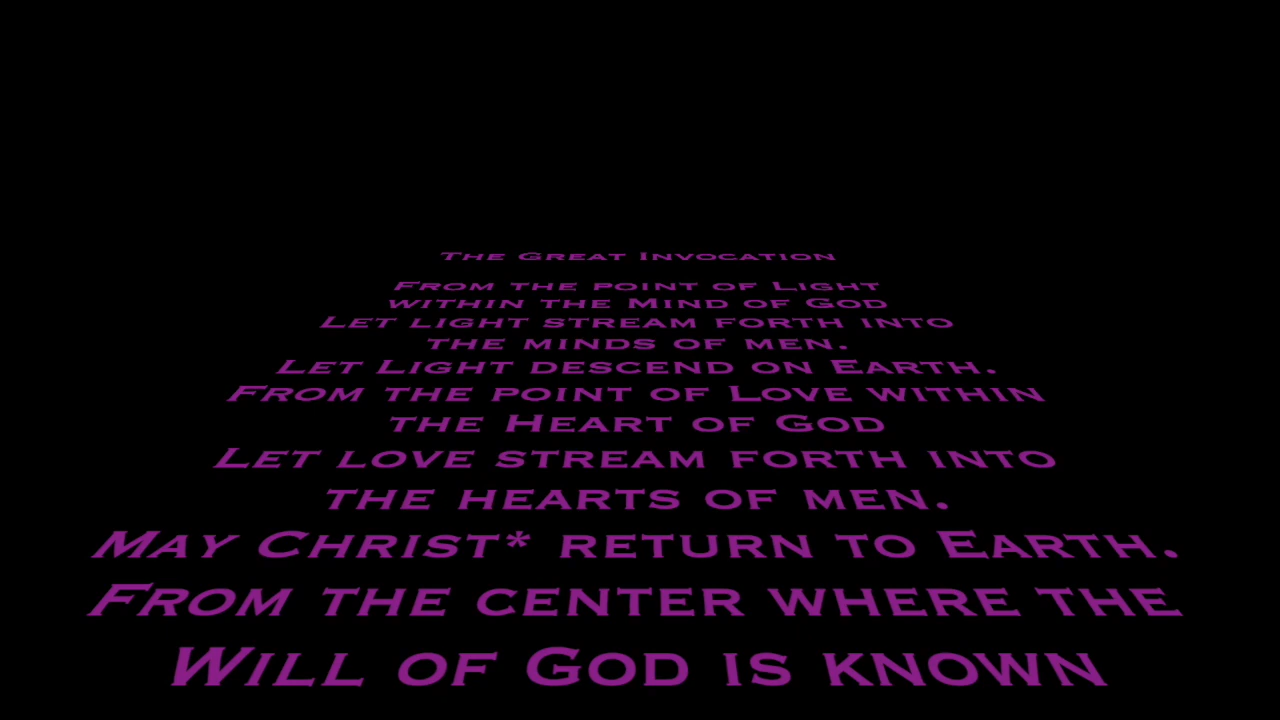 The Great Invocation
From the point of Light
within the Mind of God
Let light stream forth into
the minds of men.
Let Light descend on Earth.
From the point of Love within
the Heart of God
Let love stream forth into
the hearts of men.
May Christ* return to Earth.
From the center where the
Will of God is known